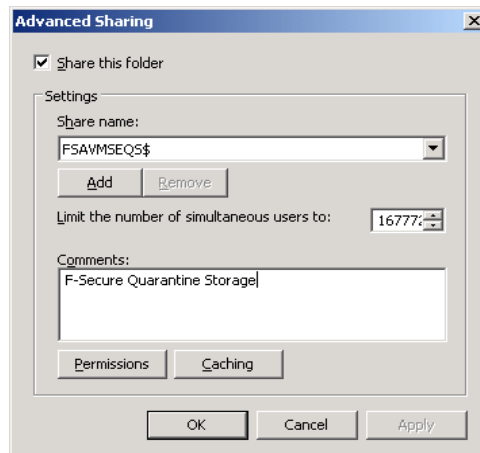 Advanced Sharing
Share this folder
Settings
Share name:
FSAVMSEQS$
Add Remove
Limit the number of simultaneous users to: 16777
Comments:
F-Secure Quarantine Storage
Permissions Caching
OK Cancel Apply